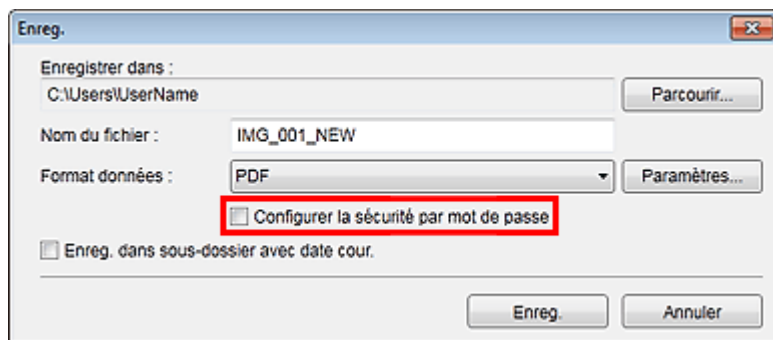 Enreg.
Enregistrer dans :
C:\Users\UserName
Parcourir...
Nom du fichier :
IMG_001_NEW
Format données :
PDF
Paramètres...
Configurer la sécurité par mot de passe
Enreg. dans sous-dossier avec date cour.
Enreg.
Annuler